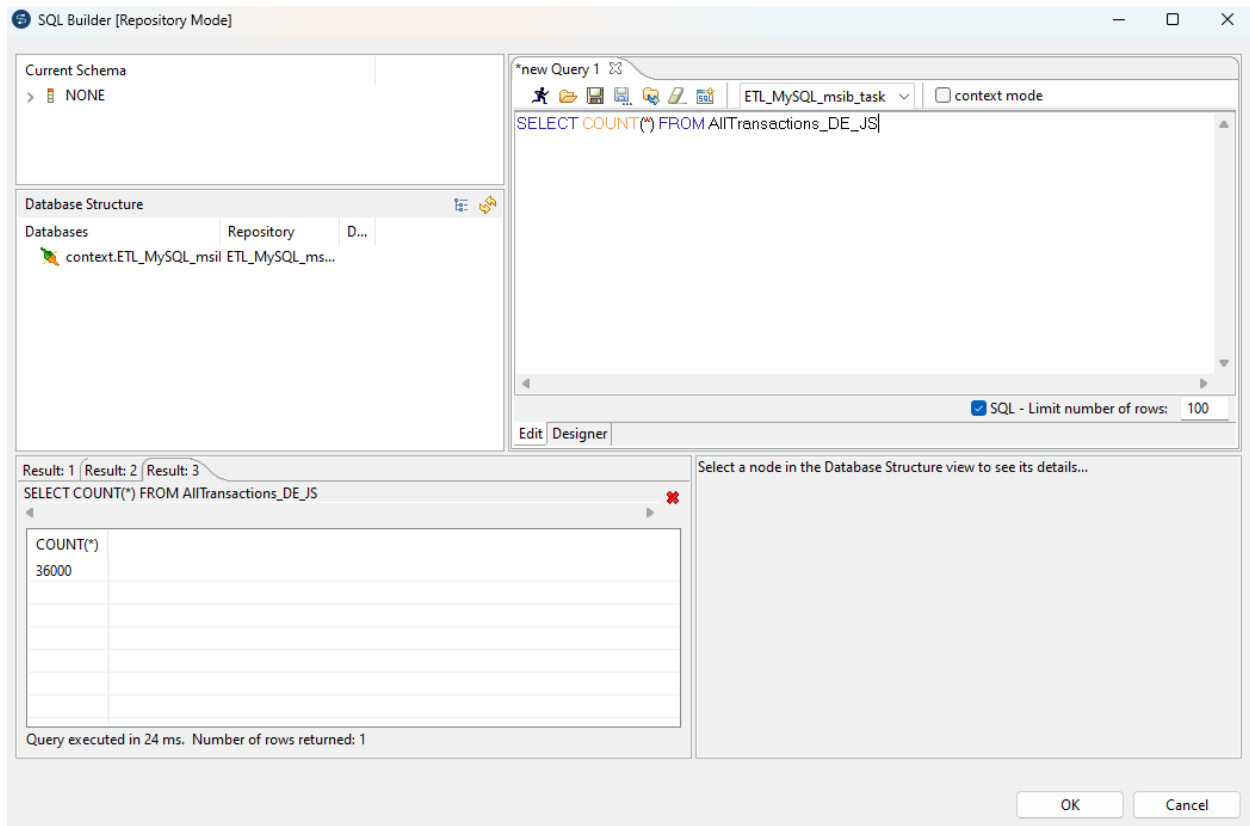 SQL Builder [Repository Mode]
Current Schema
NONE
Database Structure
Databases Repository D...
context.ETL_MySQL_msil ETL_MySQL_ms...
*new Query 1
ETL_MySQL_msib_task context mode
SELECT COUNT(*) FROM AllTransactions_DE_JS
SQL - Limit number of rows: 100
Edit Designer
Result: 1 Result: 2 Result: 3
SELECT COUNT(*) FROM AllTransactions_DE_JS
COUNT(*)
36000
Query executed in 24 ms. Number of rows returned: 1
Select a node in the Database Structure view to see its details...
OK Cancel